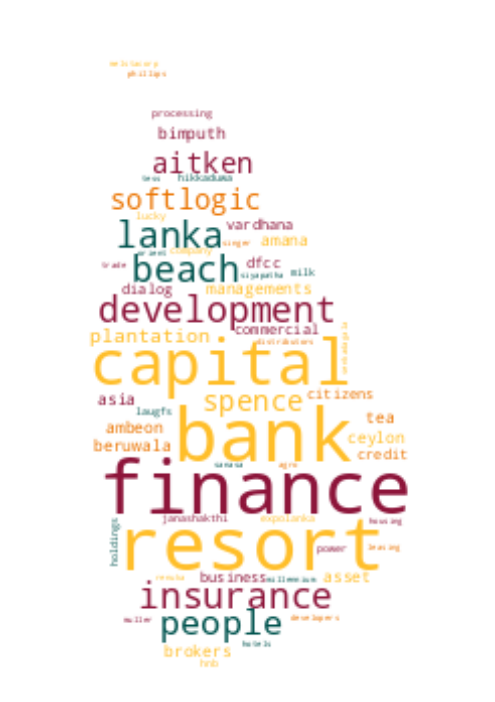 phillips
processing
bimputh
aitken
tess hikkaduwa
softlogic
lucky
lanka vardhana
singer amana
orient company
beach dfcc
trade siyapatha milk
dialog managements
development
commercial
plantation distributors
capital
asia spence citizens
laugfs
bank tea
ambeon ceylon
beruwala credit
sanasa agro
finance
janashakthi expolanka housing
holdings
resort
power leasing
renuka business millennium asset
insurance
muller people developers
hotels
brokers
hnb